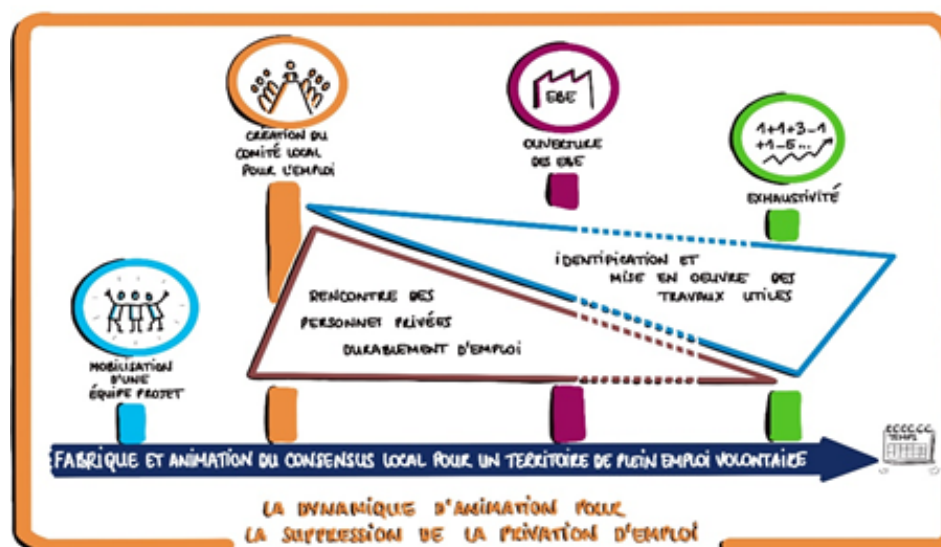 CRÉATION DU
COMITÉ LOCAL
POUR L'EMPLOI
EBE
OUVERTURE
DES EBE
1+1+3-1
+1-5...
EXHAUSTIVITÉ
MOBILISATION
D'UNE
ÉQUIPE PROJET
RENCONTRE DES
PERSONNET PRIVÉES
DURABLEMENT D'EMPLOI
IDENTIFICATION ET
MISE EN OEUVRE DES
TRAVAUX UTILES
FABRIQUE ET ANIMATION DU CONSENSUS LOCAL POUR UN TERRITOIRE DE PLEIN EMPLOI VOLONTAIRE
TEMPS
LA DYNAMIQUE D'ANIMATION POUR
LA SUPPRESSION DE LA PRIVATION D'EMPLOI